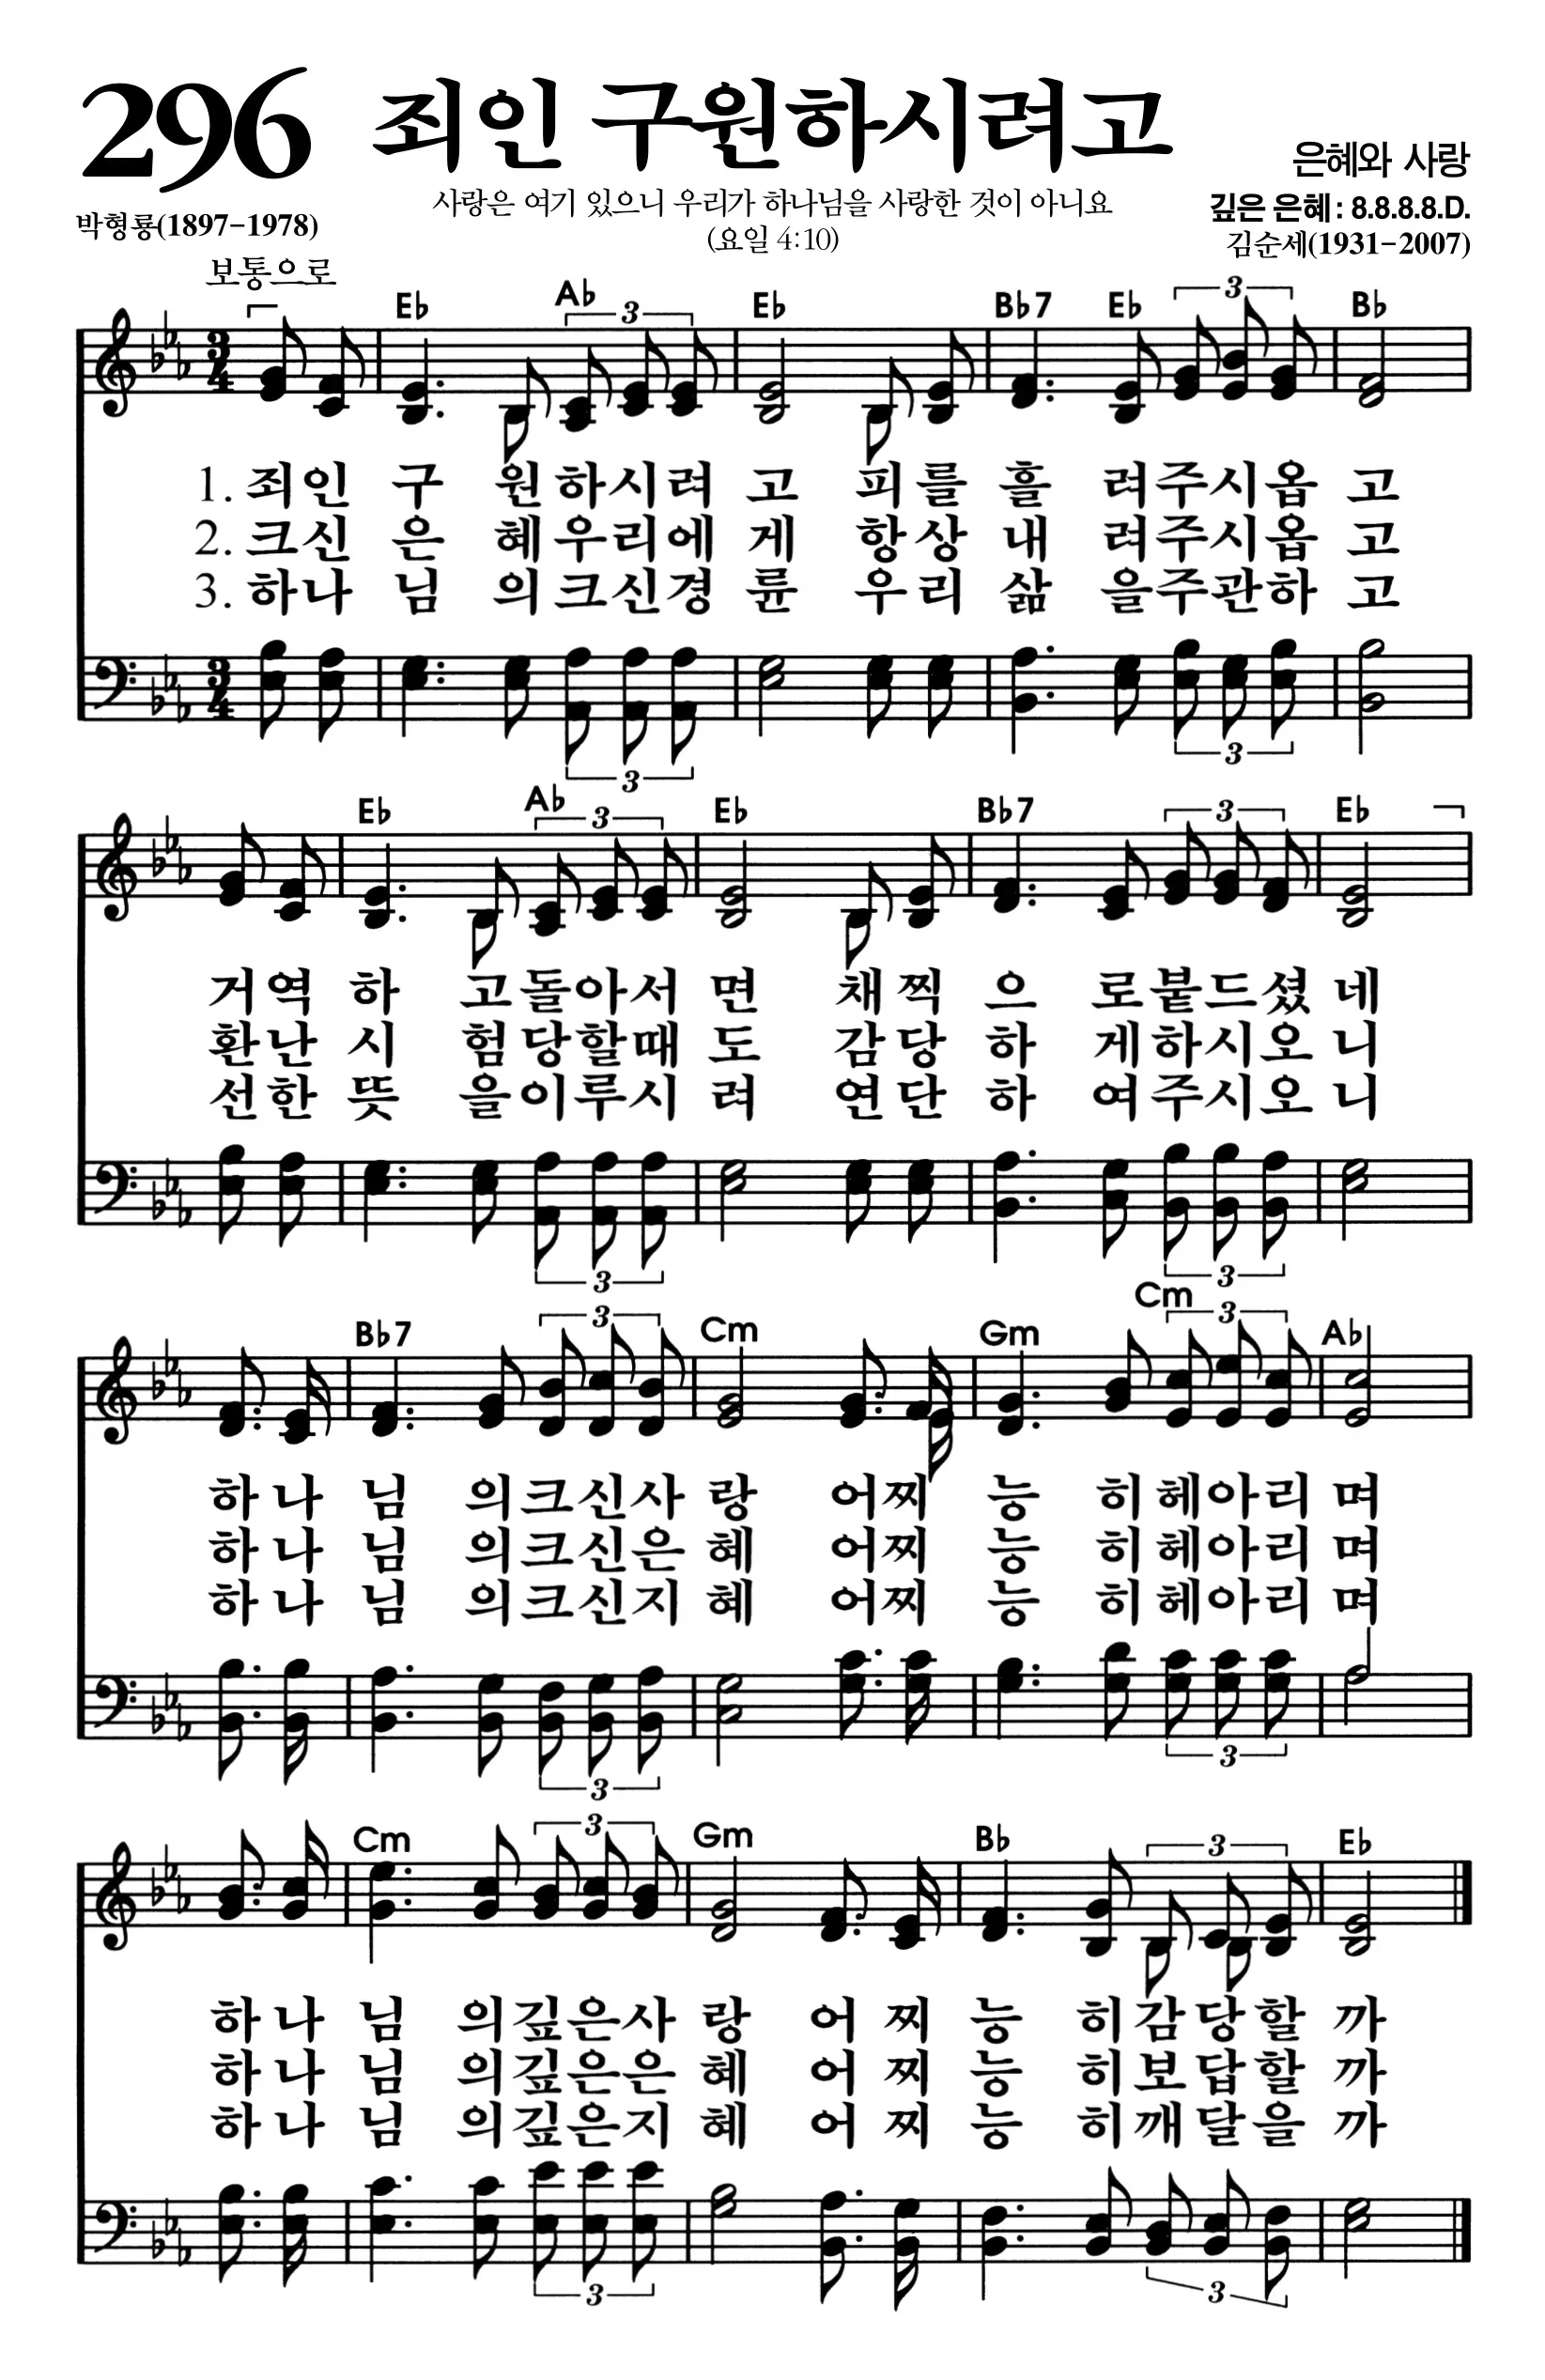 296 죄인 구원하시려고
은혜와 사랑
사랑은 여기 있으니 우리가 하나님을 사랑한 것이 아니요
(요일 4:10)
박형룡(1897-1978)
깊은 은혜: 8.8.8.8.D.
김순세(1931-2007)
보통으로
Eb Ab 3 Eb Bb7 Eb 3 Bb
3/4
1. 죄인 구 원하시려 고 피를 흘 려주시옵 고
2. 크신 은 혜우리에 게 항상 내 려주시옵 고
3. 하나 님 의크신경 륜 우리 삶 을주관하 고
3/4
3 3
Eb Ab 3 Eb Bb7 3 Eb
거역 하 고돌아서 면 채찍 으 로붙드셨 네
환난 시 험당할때 도 감당 하 게하시오 니
선한 뜻 을이루시 려 연단 하 여주시오 니
3 3
Bb7 3 Cm Gm Cm 3 Ab
하나 님 의크신사 랑 어찌 능 히헤아리 며
하나 님 의크신은 혜 어찌 능 히헤아리 며
하나 님 의크신지 혜 어찌 능 히헤아리 며
3 3
Cm 3 Gm Bb 3 Eb
하나 님 의깊은사 랑 어찌 능 히감당할 까
하나 님 의깊은은 혜 어찌 능 히보답할 까
하나 님 의깊은지 혜 어찌 능 히깨달을 까
3 3